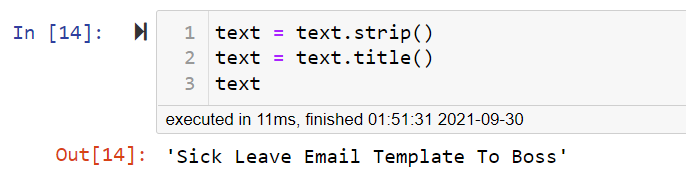 In [14]:
1 text = text.strip()
2 text = text.title()
3 text
executed in 11ms, finished 01:51:31 2021-09-30
Out[14]: 'Sick Leave Email Template To Boss'